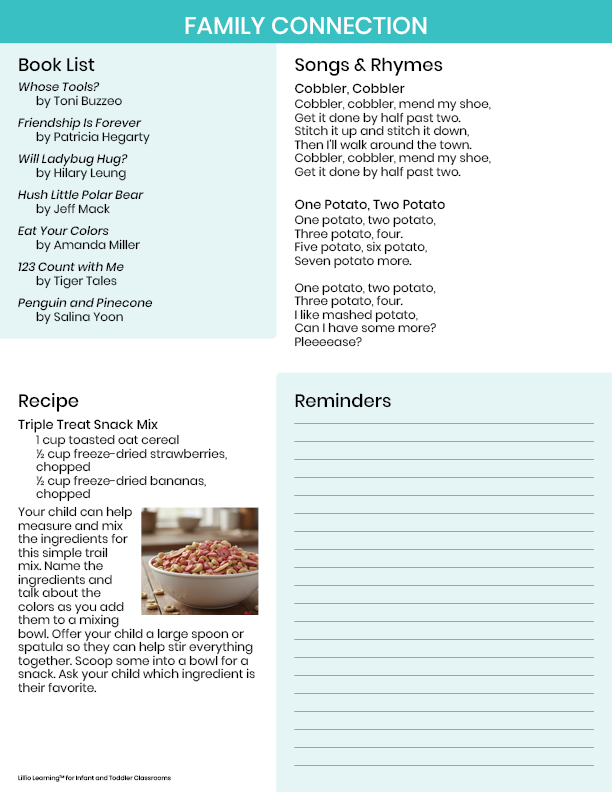 FAMILY CONNECTION
Book List
Whose Tools?
by Toni Buzzeo
Friendship Is Forever
by Patricia Hegarty
Will Ladybug Hug?
by Hilary Leung
Hush Little Polar Bear
by Jeff Mack
Eat Your Colors
by Amanda Miller
123 Count with Me
by Tiger Tales
Penguin and Pinecone
by Salina Yoon
Songs & Rhymes
Cobbler, Cobbler
Cobbler, cobbler, mend my shoe,
Get it done by half past two.
Stitch it up and stitch it down,
Then I'll walk around the town.
Cobbler, cobbler, mend my shoe,
Get it done by half past two.
One Potato, Two Potato
One potato, two potato,
Three potato, four.
Five potato, six potato,
Seven potato more.
One potato, two potato,
Three potato, four.
I like mashed potato,
Can I have some more?
Pleeeease?
Recipe
Triple Treat Snack Mix
1 cup toasted oat cereal
½ cup freeze-dried strawberries,
chopped
½ cup freeze-dried bananas,
chopped
Your child can help
measure and mix
the ingredients for
this simple trail
mix. Name the
ingredients and
talk about the
colors as you add
them to a mixing
bowl. Offer your child a large spoon or
spatula so they can help stir everything
together. Scoop some into a bowl for a
snack. Ask your child which ingredient is
their favorite.
Reminders
Lillio Learning™ for Infant and Toddler Classrooms